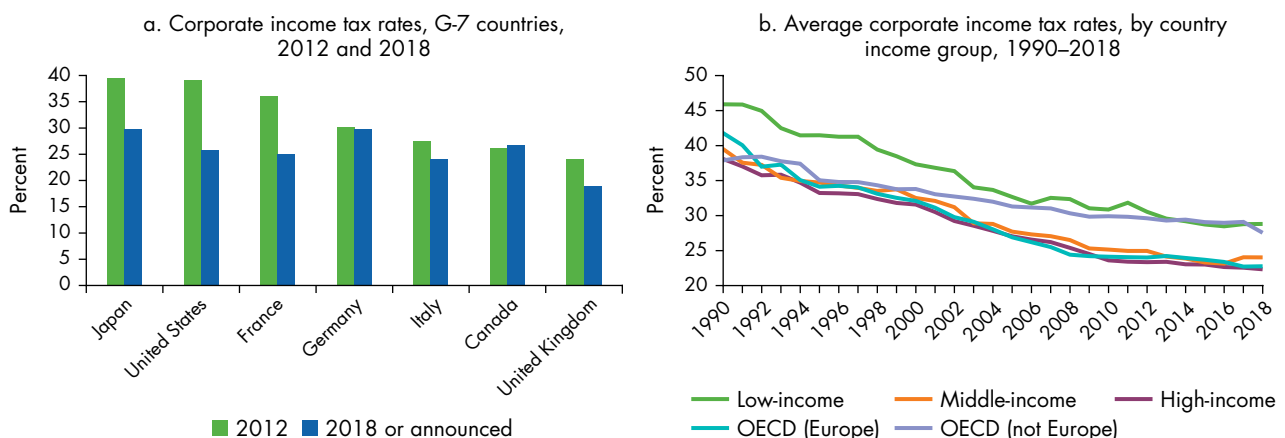 a. Corporate income tax rates, G-7 countries,
2012 and 2018
Percent
40
35
30
25
20
15
10
5
0
Japan
United States
France
Germany
Italy
Canada
United Kingdom
2012
2018 or announced
b. Average corporate income tax rates, by country
income group, 1990–2018
Percent
50
45
40
35
30
25
20
1990
1992
1994
1996
1998
2000
2002
2004
2006
2008
2010
2012
2014
2016
2018
Low-income
Middle-income
High-income
OECD (Europe)
OECD (not Europe)